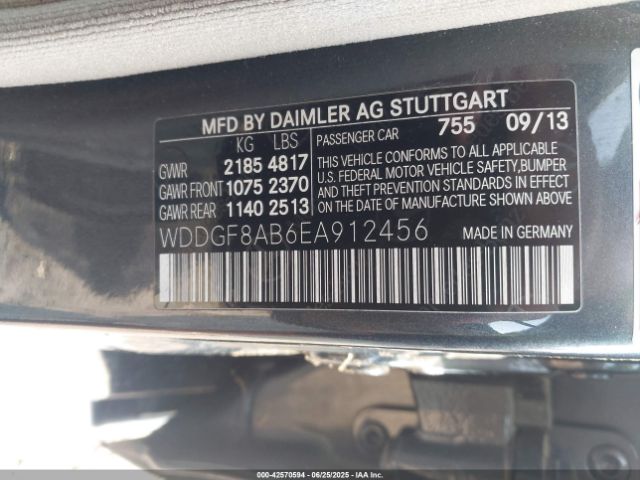 MFD BY DAIMLER AG STUTTGART
KG LBS
GVWR 2185 4817
GAWR FRONT 1075 2370
GAWR REAR 1140 2513
PASSENGER CAR 755 09/13
THIS VEHICLE CONFORMS TO ALL APPLICABLE
U.S. FEDERAL MOTOR VEHICLE SAFETY,BUMPER
AND THEFT PREVENTION STANDARDS IN EFFECT
ON THE DATE OF MANUFACTURE SHOWN ABOVE
WDDGF8AB6EA912456 MADE IN GERMANY
000-42570594 - 06/25/2025 - IAA, Inc.